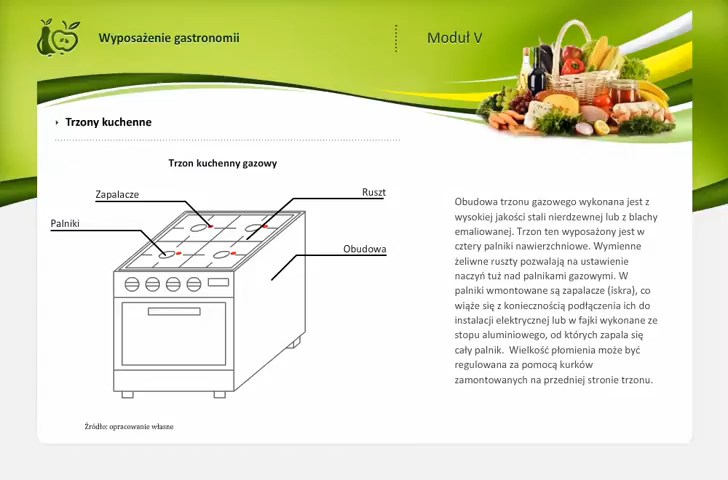 Wyposażenie gastronomii
Moduł V
Trzony kuchenne
Trzon kuchenny gazowy
Zapalacze
Ruszt
Palniki
Obudowa
Obudowa trzonu gazowego wykonana jest z
wysokiej jakości stali nierdzewnej lub z blachy
emaliowanej. Trzon ten wyposażony jest w
cztery palniki nawierzchniowe. Wymienne
żeliwne ruszty pozwalają na ustawienie
naczyń tuż nad palnikami gazowymi. W
palniki wmontowane są zapalacze (iskra), co
wiąże się z koniecznością podłączenia ich do
instalacji elektrycznej lub w fajki wykonane ze
stopu aluminiowego, od których zapala się
cały palnik.  Wielkość płomienia może być
regulowana za pomocą kurków
zamontowanych na przedniej stronie trzonu.
Źródło: opracowanie własne